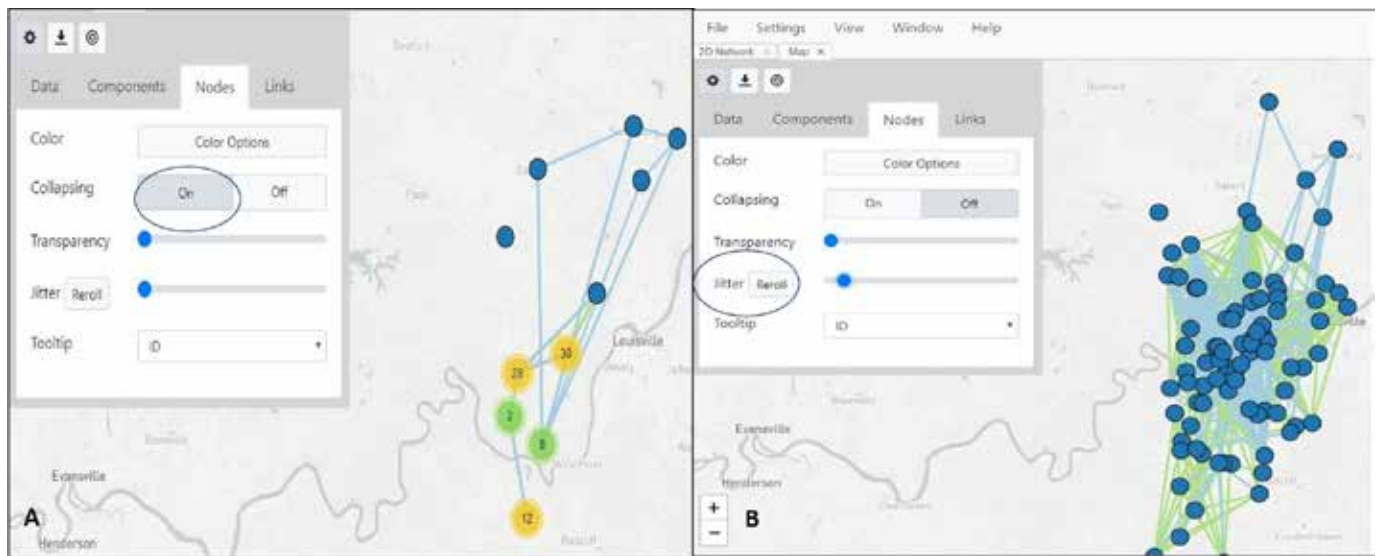 Data Components Nodes Links
Color Color Options
Collapsing On Off
Transparency
Jitter Reroll
Tooltip ID
Louisville
28 30
2
8
Evansville
12
A
Henderson
File Settings View Window Help
2D Network Map ×
Data Components Nodes Links
Color Color Options
Collapsing On Off
Transparency
Jitter Reroll
Tooltip ID
Evansville
Henderson
+
−
B